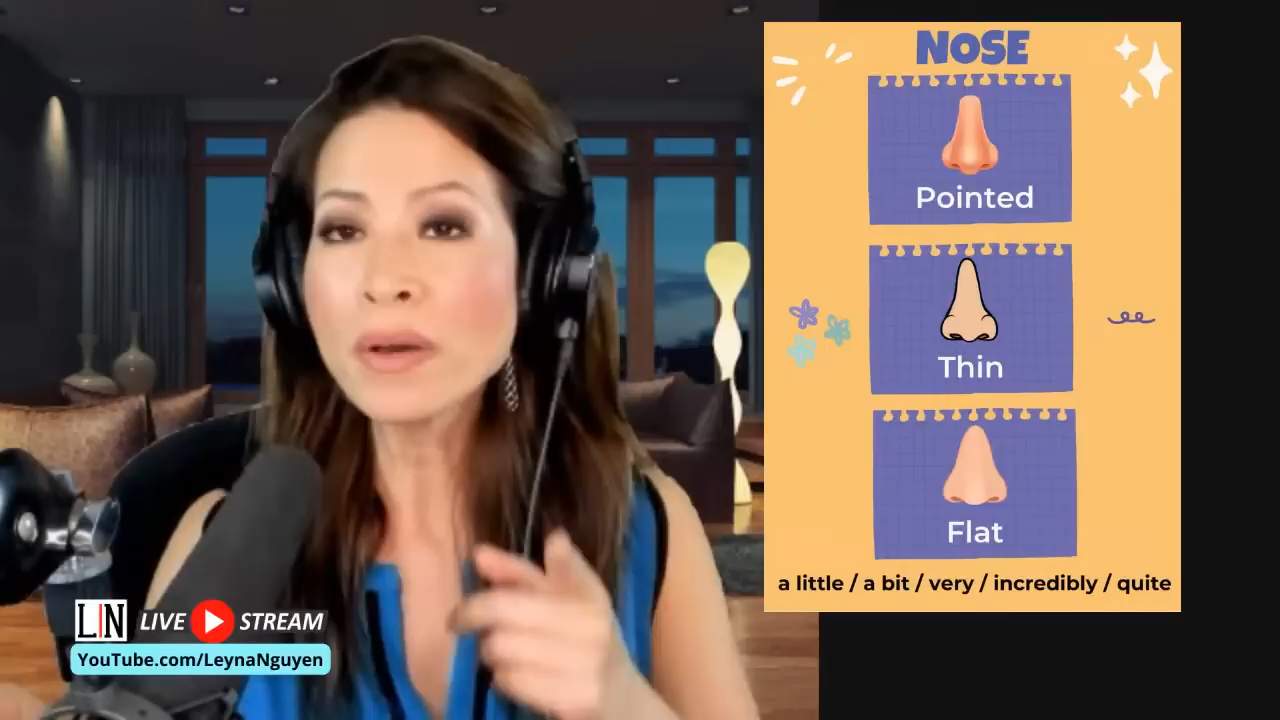 NOSE
Pointed
Thin
Flat
a little / a bit / very / incredibly / quite
LN LIVE STREAM
YouTube.com/LeynaNguyen